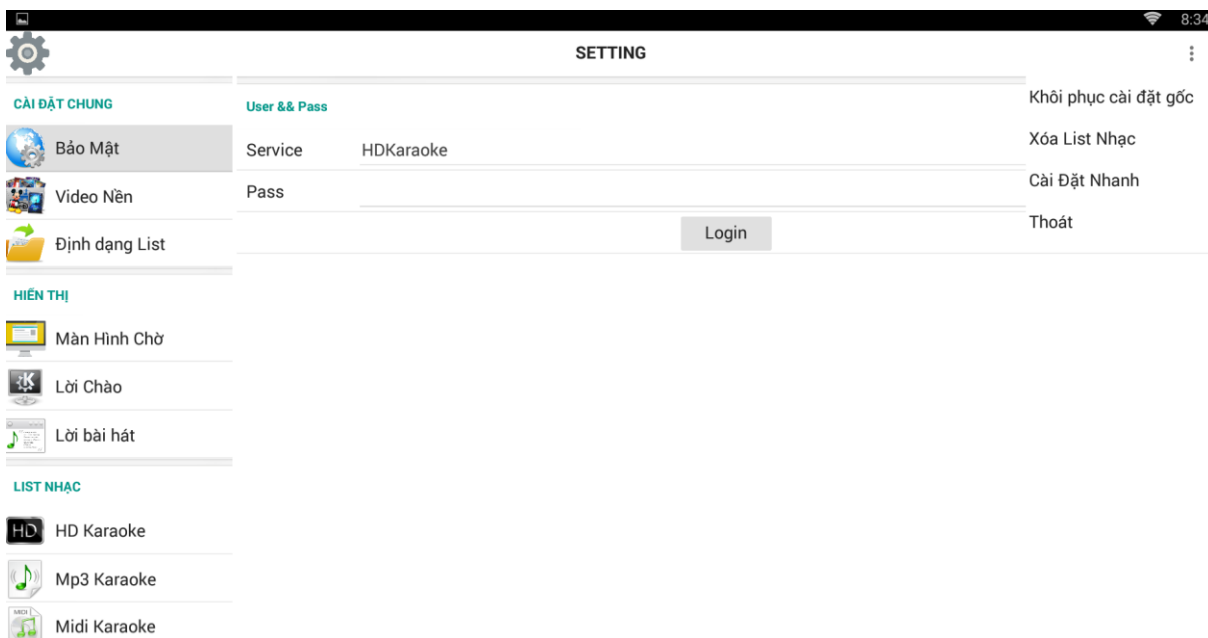 8:34
SETTING
CÀI ĐẶT CHUNG
Bảo Mật
Video Nền
Định dạng List
HIỂN THỊ
Màn Hình Chờ
Lời Chào
Lời bài hát
LIST NHẠC
HD
HD Karaoke
Mp3 Karaoke
MIDI
Midi Karaoke
User && Pass
Service HDKaraoke
Pass
Login
Khôi phục cài đặt gốc
Xóa List Nhạc
Cài Đặt Nhanh
Thoát